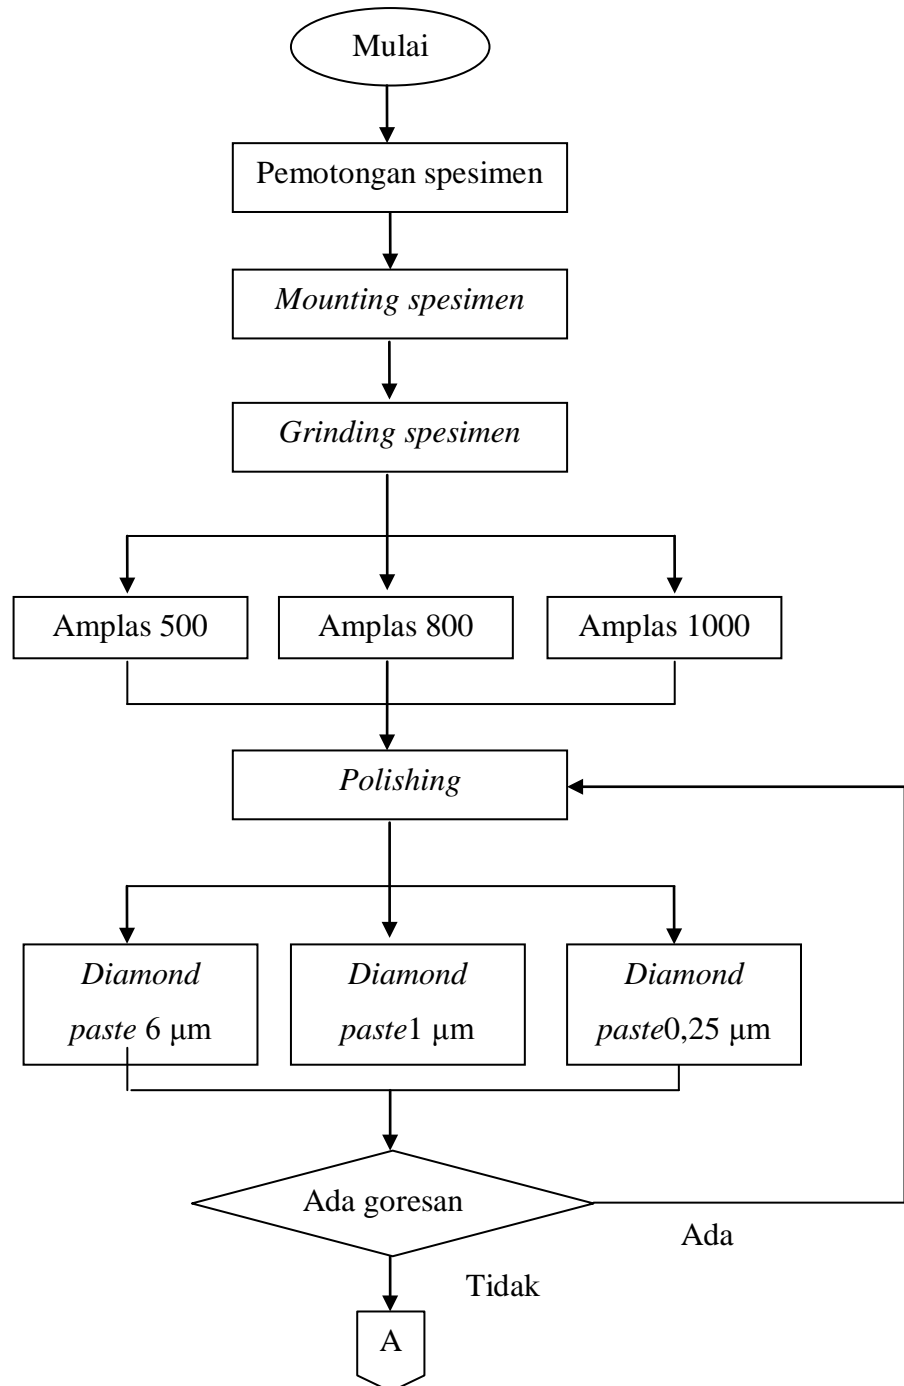 Mulai
Pemotongan spesimen
Mounting spesimen
Grinding spesimen
Amplas 500
Amplas 800
Amplas 1000
Polishing
Diamond
paste 6 μm
Diamond
paste1 μm
Diamond
paste0,25 μm
Ada goresan
Ada
Tidak
A